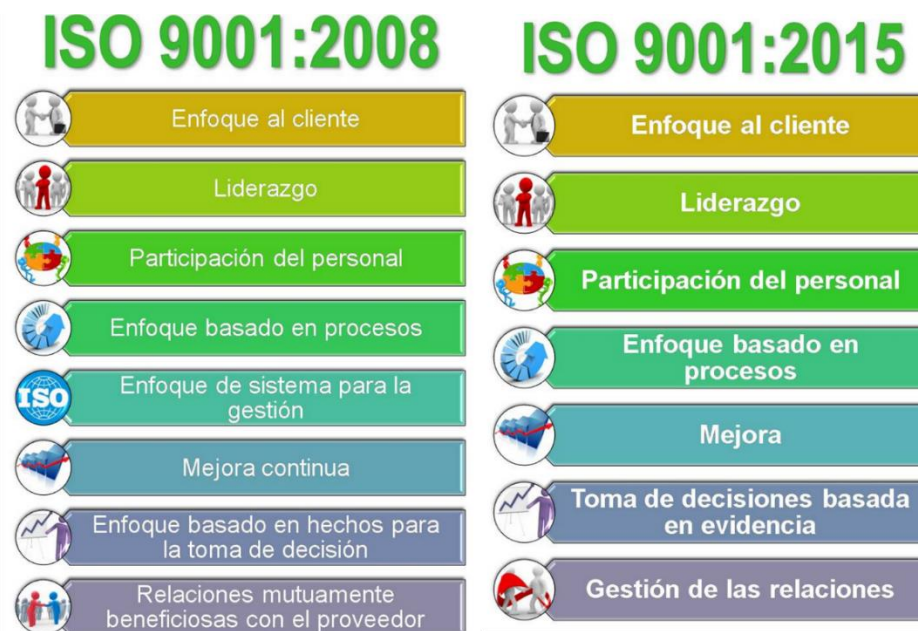 ISO 9001:2008
Enfoque al cliente
Liderazgo
Participación del personal
Enfoque basado en procesos
ISO
Enfoque de sistema para la
gestión
Mejora continua
Enfoque basado en hechos para
la toma de decisión
Relaciones mutuamente
beneficiosas con el proveedor
ISO 9001:2015
Enfoque al cliente
Liderazgo
Participación del personal
Enfoque basado en
procesos
Mejora
Toma de decisiones basada
en evidencia
Gestión de las relaciones